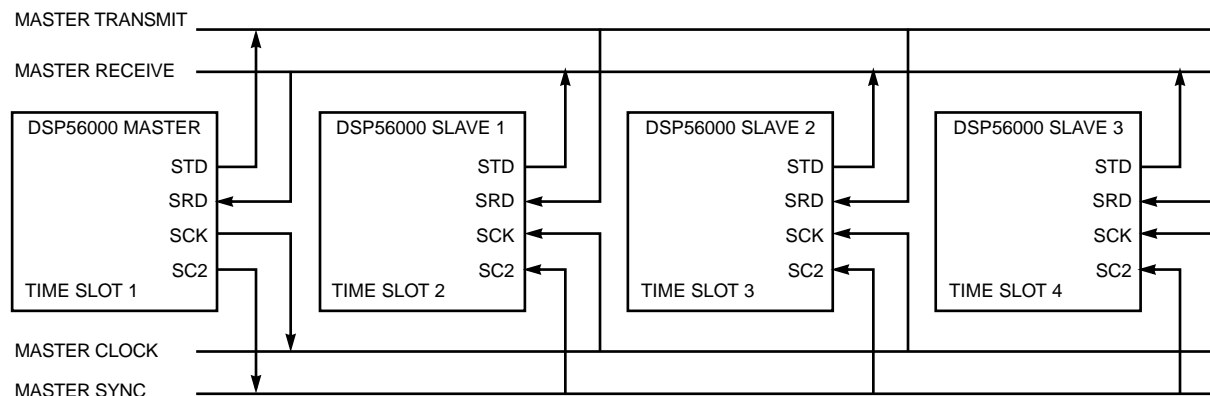 MASTER TRANSMIT
MASTER RECEIVE
DSP56000 MASTER
STD
SRD
SCK
SC2
TIME SLOT 1
DSP56000 SLAVE 1
STD
SRD
SCK
SC2
TIME SLOT 2
DSP56000 SLAVE 2
STD
SRD
SCK
SC2
TIME SLOT 3
DSP56000 SLAVE 3
STD
SRD
SCK
SC2
TIME SLOT 4
MASTER CLOCK
MASTER SYNC